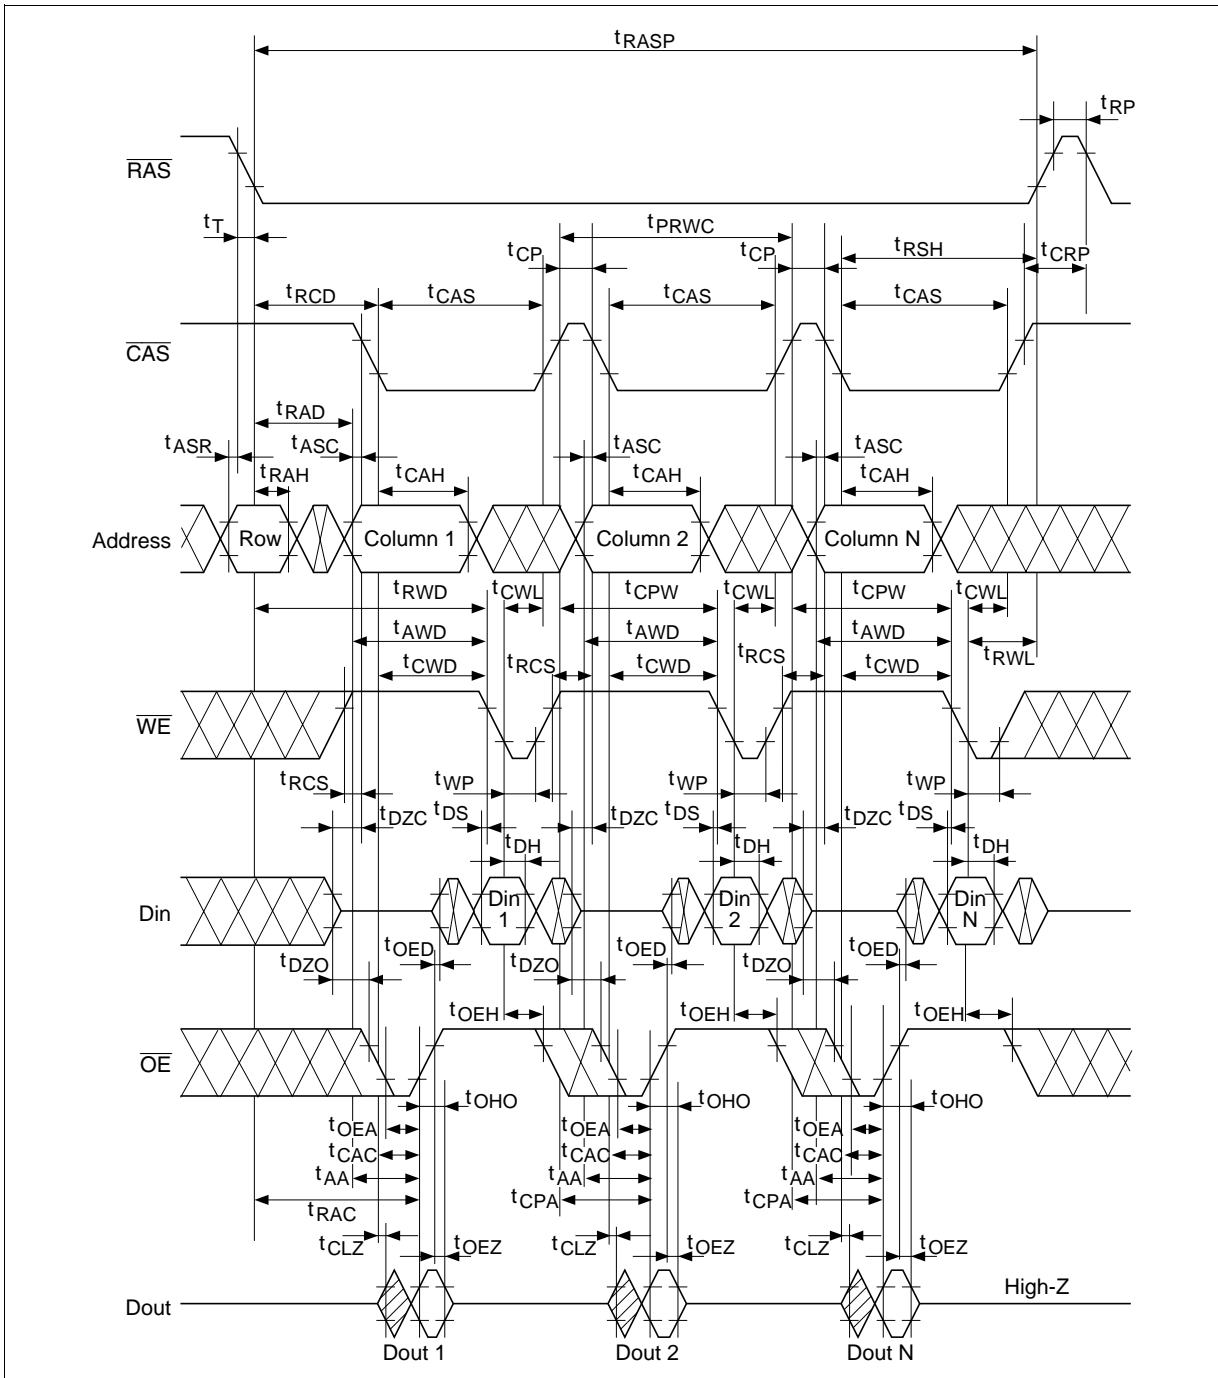 tRASP
tRP
RAS
tT
tPRWC
tCP
tCP
tRSH
tCRP
tRCD
tCAS
tCAS
tCAS
CAS
tRAD
tASR
tASC
tASC
tASC
tRAH
tCAH
tCAH
tCAH
Address
Row
Column 1
Column 2
Column N
tRWD
tCWL
tCPW
tCWL
tCPW
tCWL
tAWD
tAWD
tAWD
tRCS
tRCS
tRWL
tCWD
tCWD
tCWD
WE
tRCS
tWP
tWP
tWP
tDZC
tDS
tDZC
tDS
tDZC
tDS
tDH
tDH
tDH
Din
Din 1
Din 2
Din N
tDZO
tOED
tDZO
tOED
tDZO
tOED
tOEH
tOEH
tOEH
OE
tOHO
tOHO
tOHO
tOEA
tOEA
tOEA
tCAC
tCAC
tCAC
tAA
tAA
tAA
tRAC
tCPA
tCPA
tCLZ
tOEZ
tCLZ
tOEZ
tCLZ
tOEZ
High-Z
Dout
Dout 1
Dout 2
Dout N